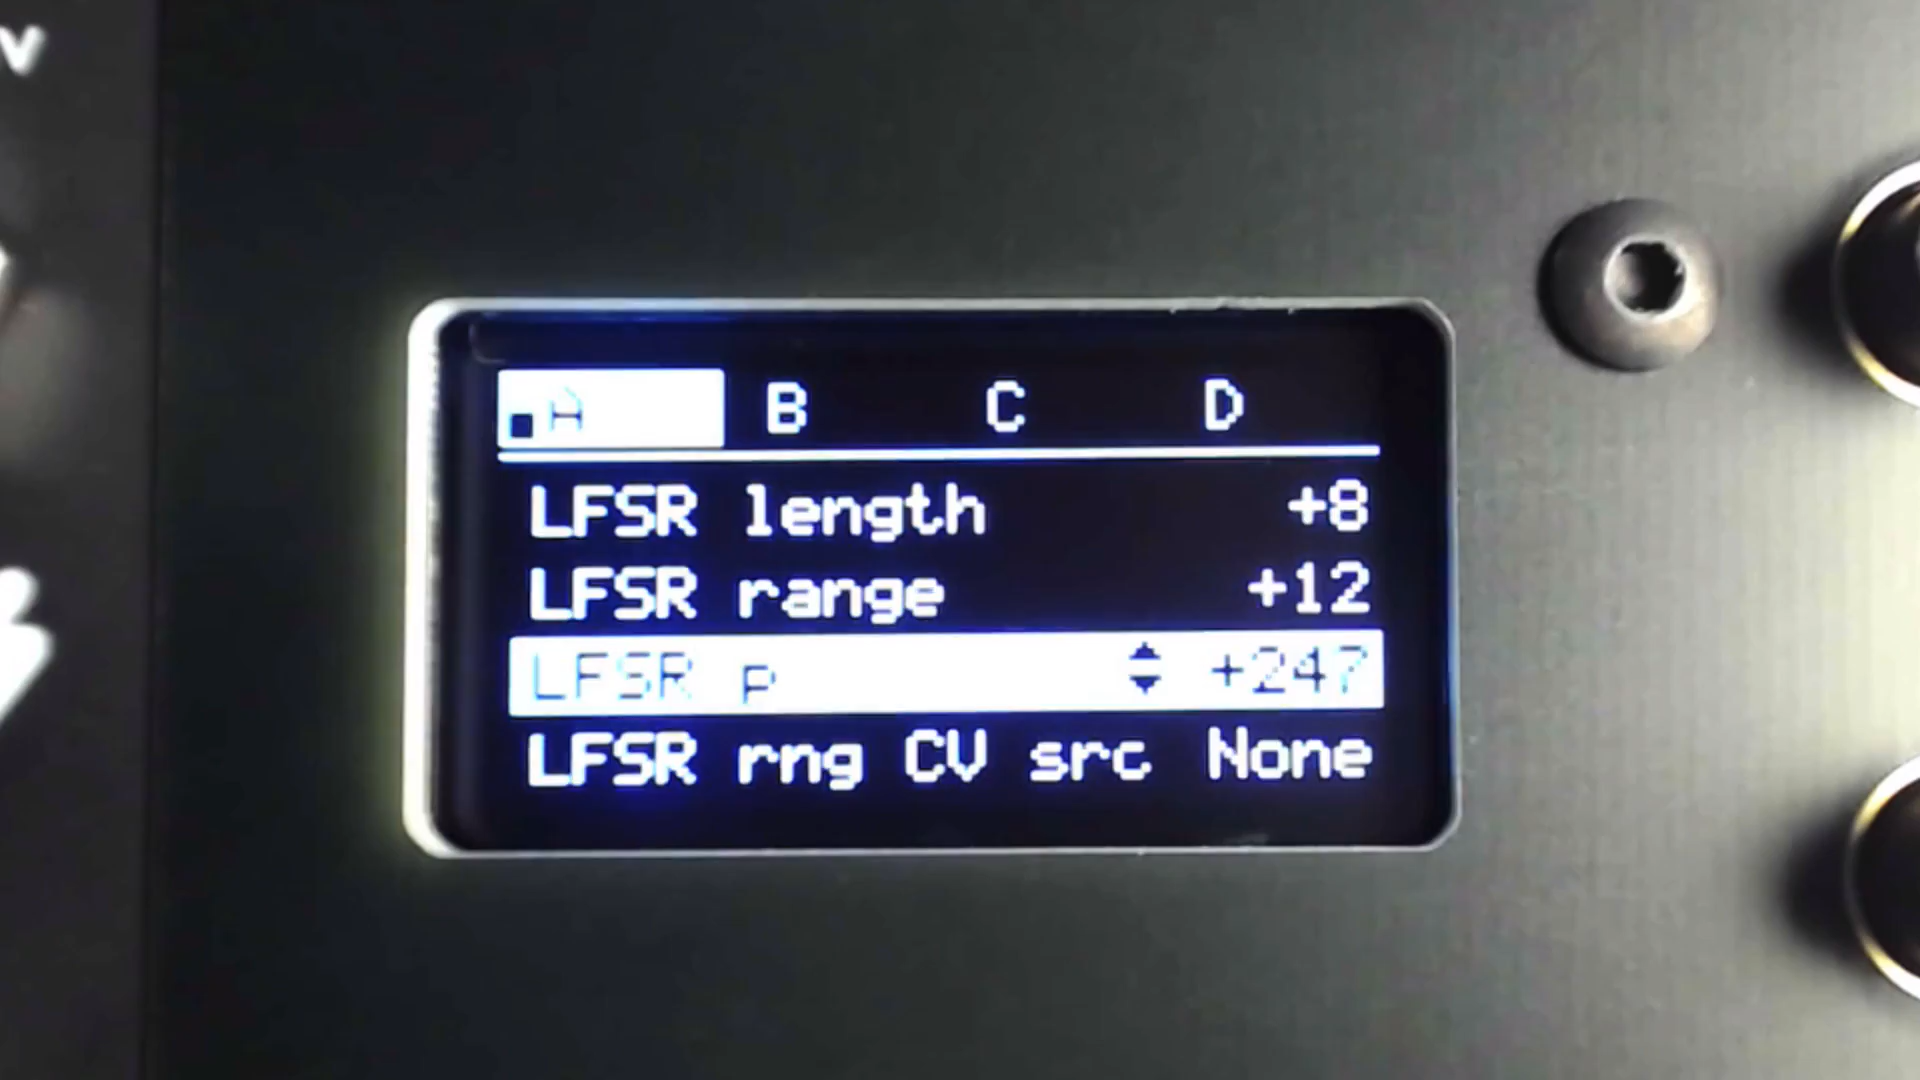 v
A B C D
LFSR length +8
LFSR range +12
LFSR p +247
LFSR rng CV src None